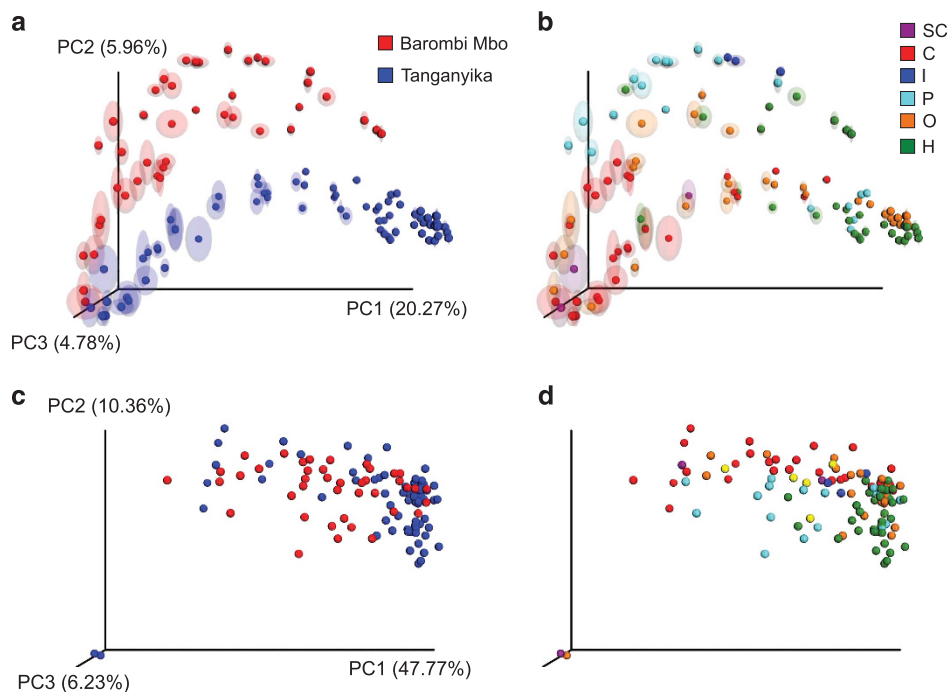 a
PC2 (5.96%)
Barombi Mbo
Tanganyika
PC1 (20.27%)
PC3 (4.78%)
b
SC
C
I
P
O
H
c
PC2 (10.36%)
PC1 (47.77%)
PC3 (6.23%)
d